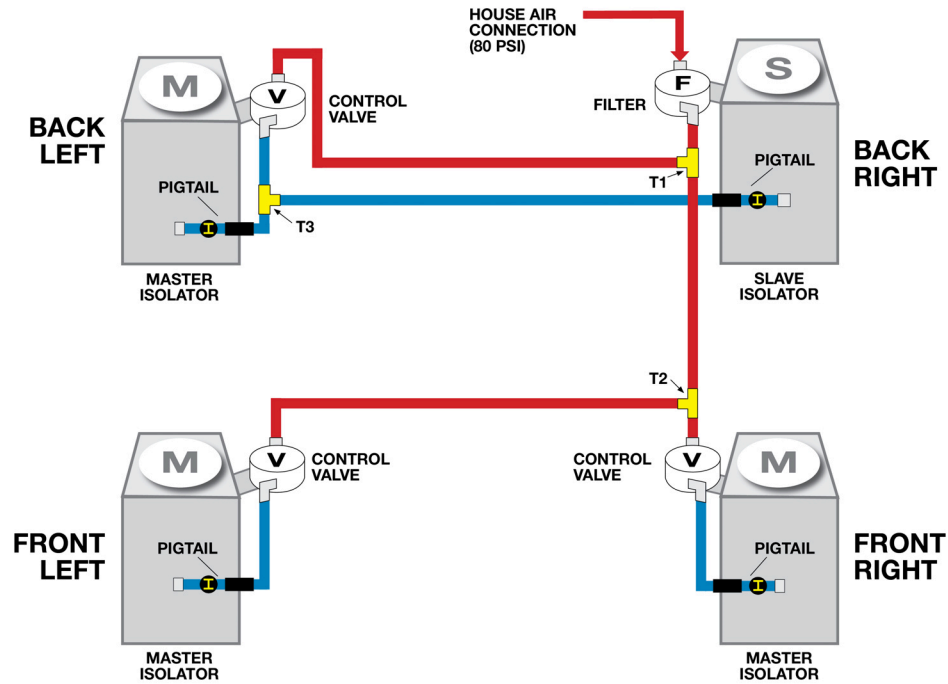 HOUSE AIR
CONNECTION
(80 PSI)
M
V
CONTROL
VALVE
F
FILTER
S
BACK
LEFT
BACK
RIGHT
T1
PIGTAIL
PIGTAIL
I
T3
I
MASTER
ISOLATOR
SLAVE
ISOLATOR
T2
M
V
CONTROL
VALVE
CONTROL
VALVE
V
M
FRONT
LEFT
FRONT
RIGHT
PIGTAIL
PIGTAIL
I
I
MASTER
ISOLATOR
MASTER
ISOLATOR